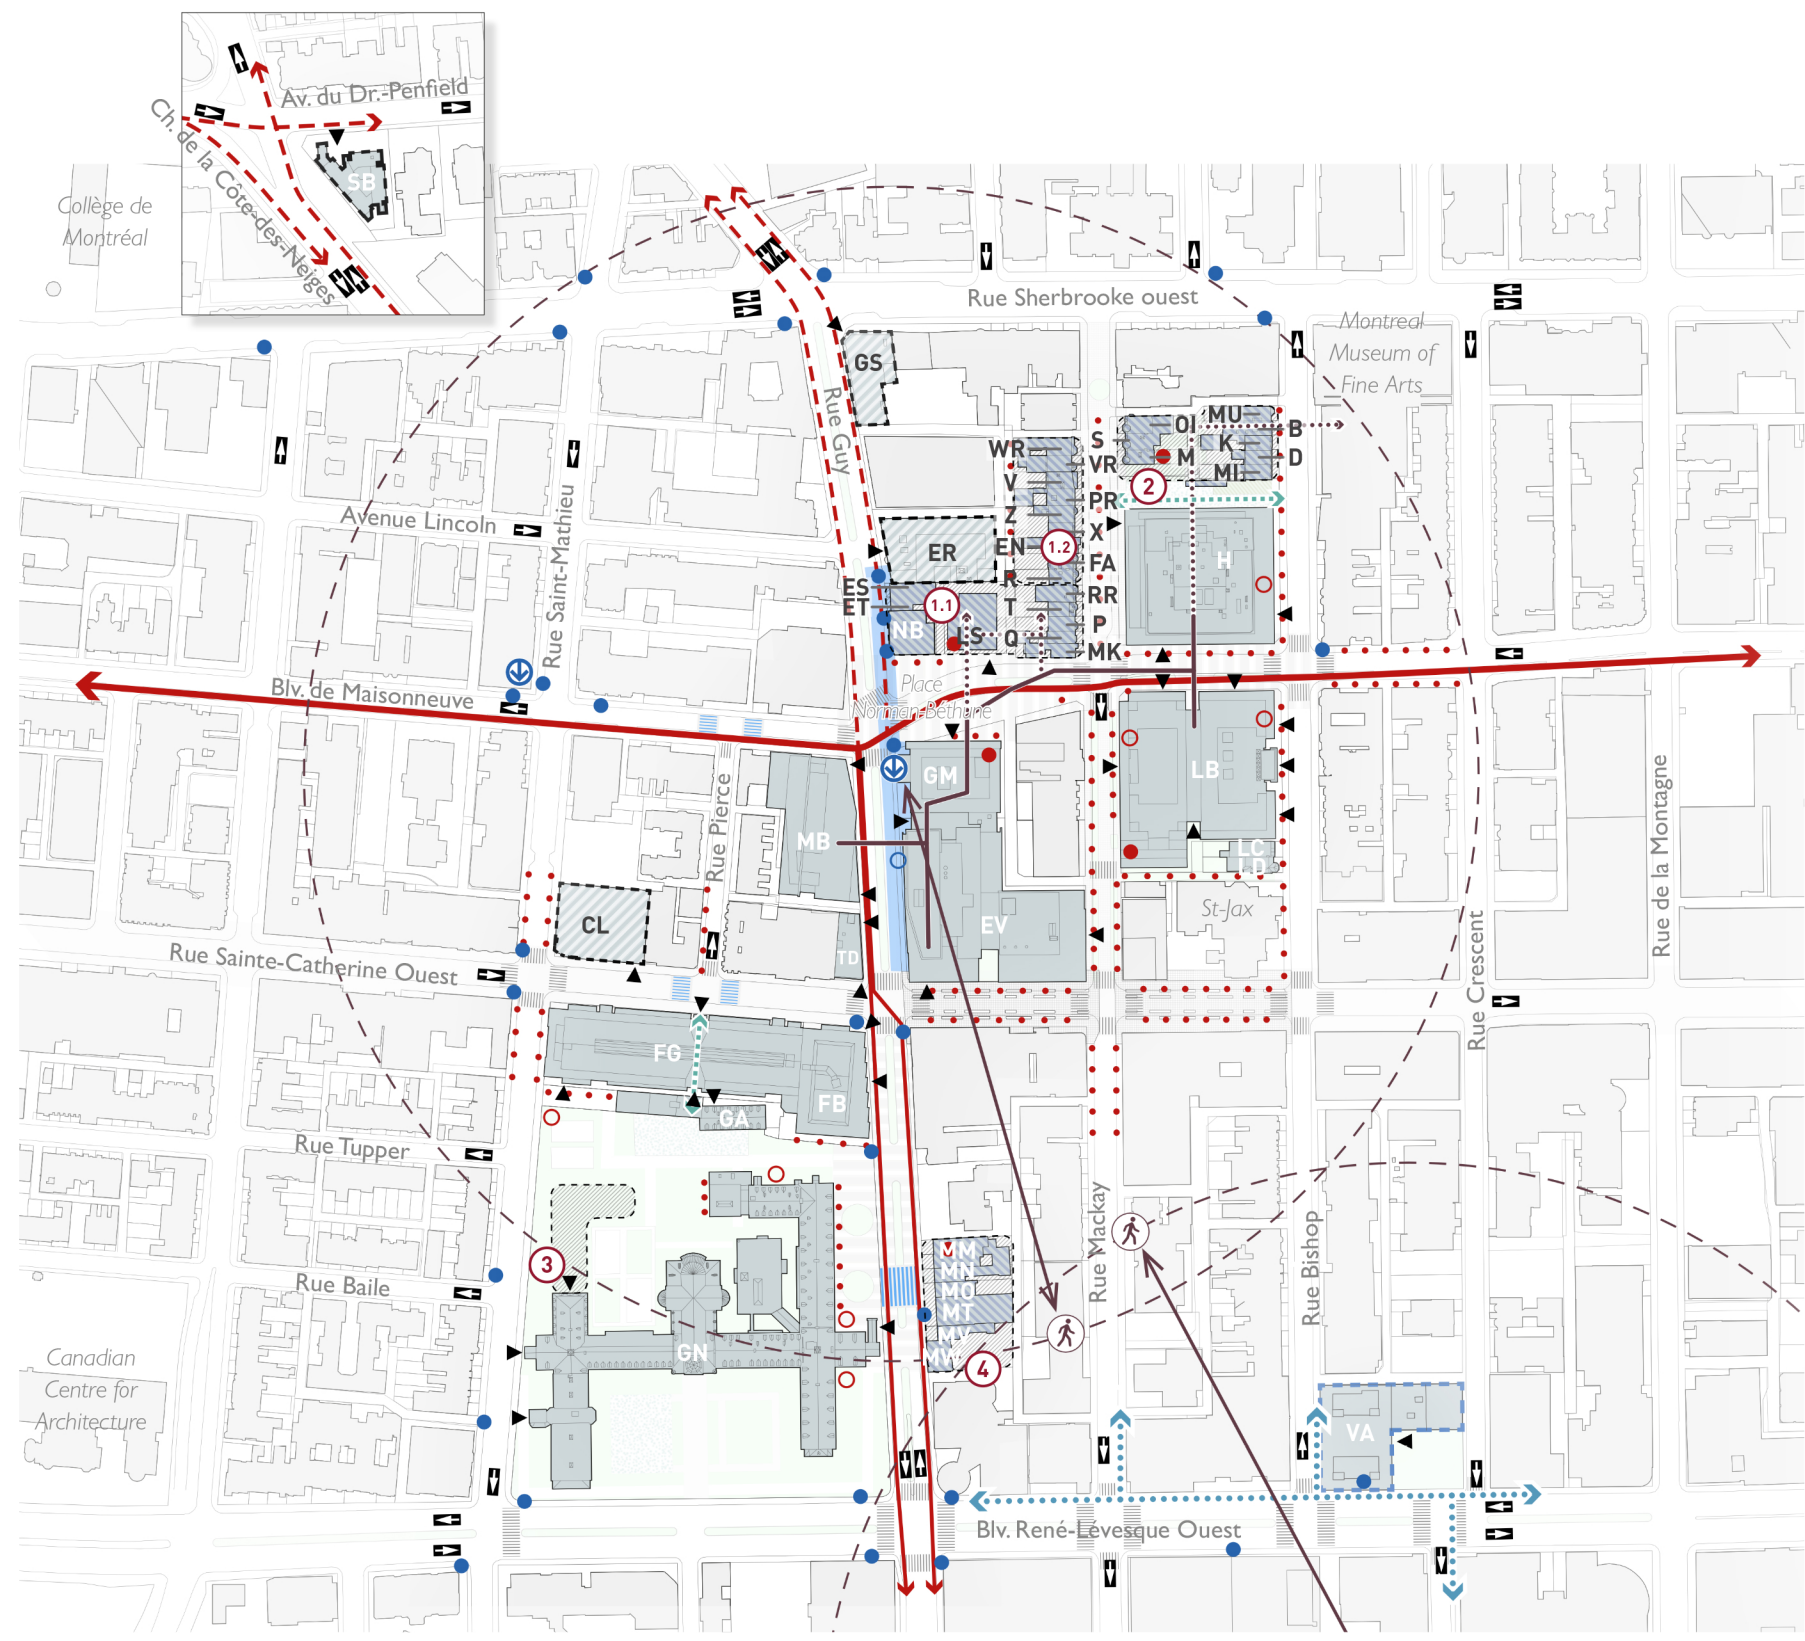 Av. du Dr.-Penfield
Ch. de la Côte-des-Neiges
SB
Collège de
Montréal
Rue Sherbrooke ouest
Montreal
Museum of
Fine Arts
GS
Rue Guy
MU
OI
B
S
K
WR
M
D
VR
MI
V
2
PR
Z
Avenue Lincoln
X
EN
1.2
ER
H
FA
R
ES
RR
ET
1.1
T
NB
LS
Q
P
MK
Rue Saint-Mathieu
Place
Norman-Béthune
Blv. de Maisonneuve
GM
LB
Rue de la Montagne
Rue Pierce
MB
LC
LD
CL
EV
St-Jax
TD
Rue Sainte-Catherine Ouest
Rue Crescent
FG
FB
GA
Rue Tupper
Rue Mackay
Rue Bishop
3
MM
MN
MO
MT
MV
MW
4
Rue Baile
GN
Canadian
Centre for
Architecture
VA
Blv. René-Lévesque Ouest